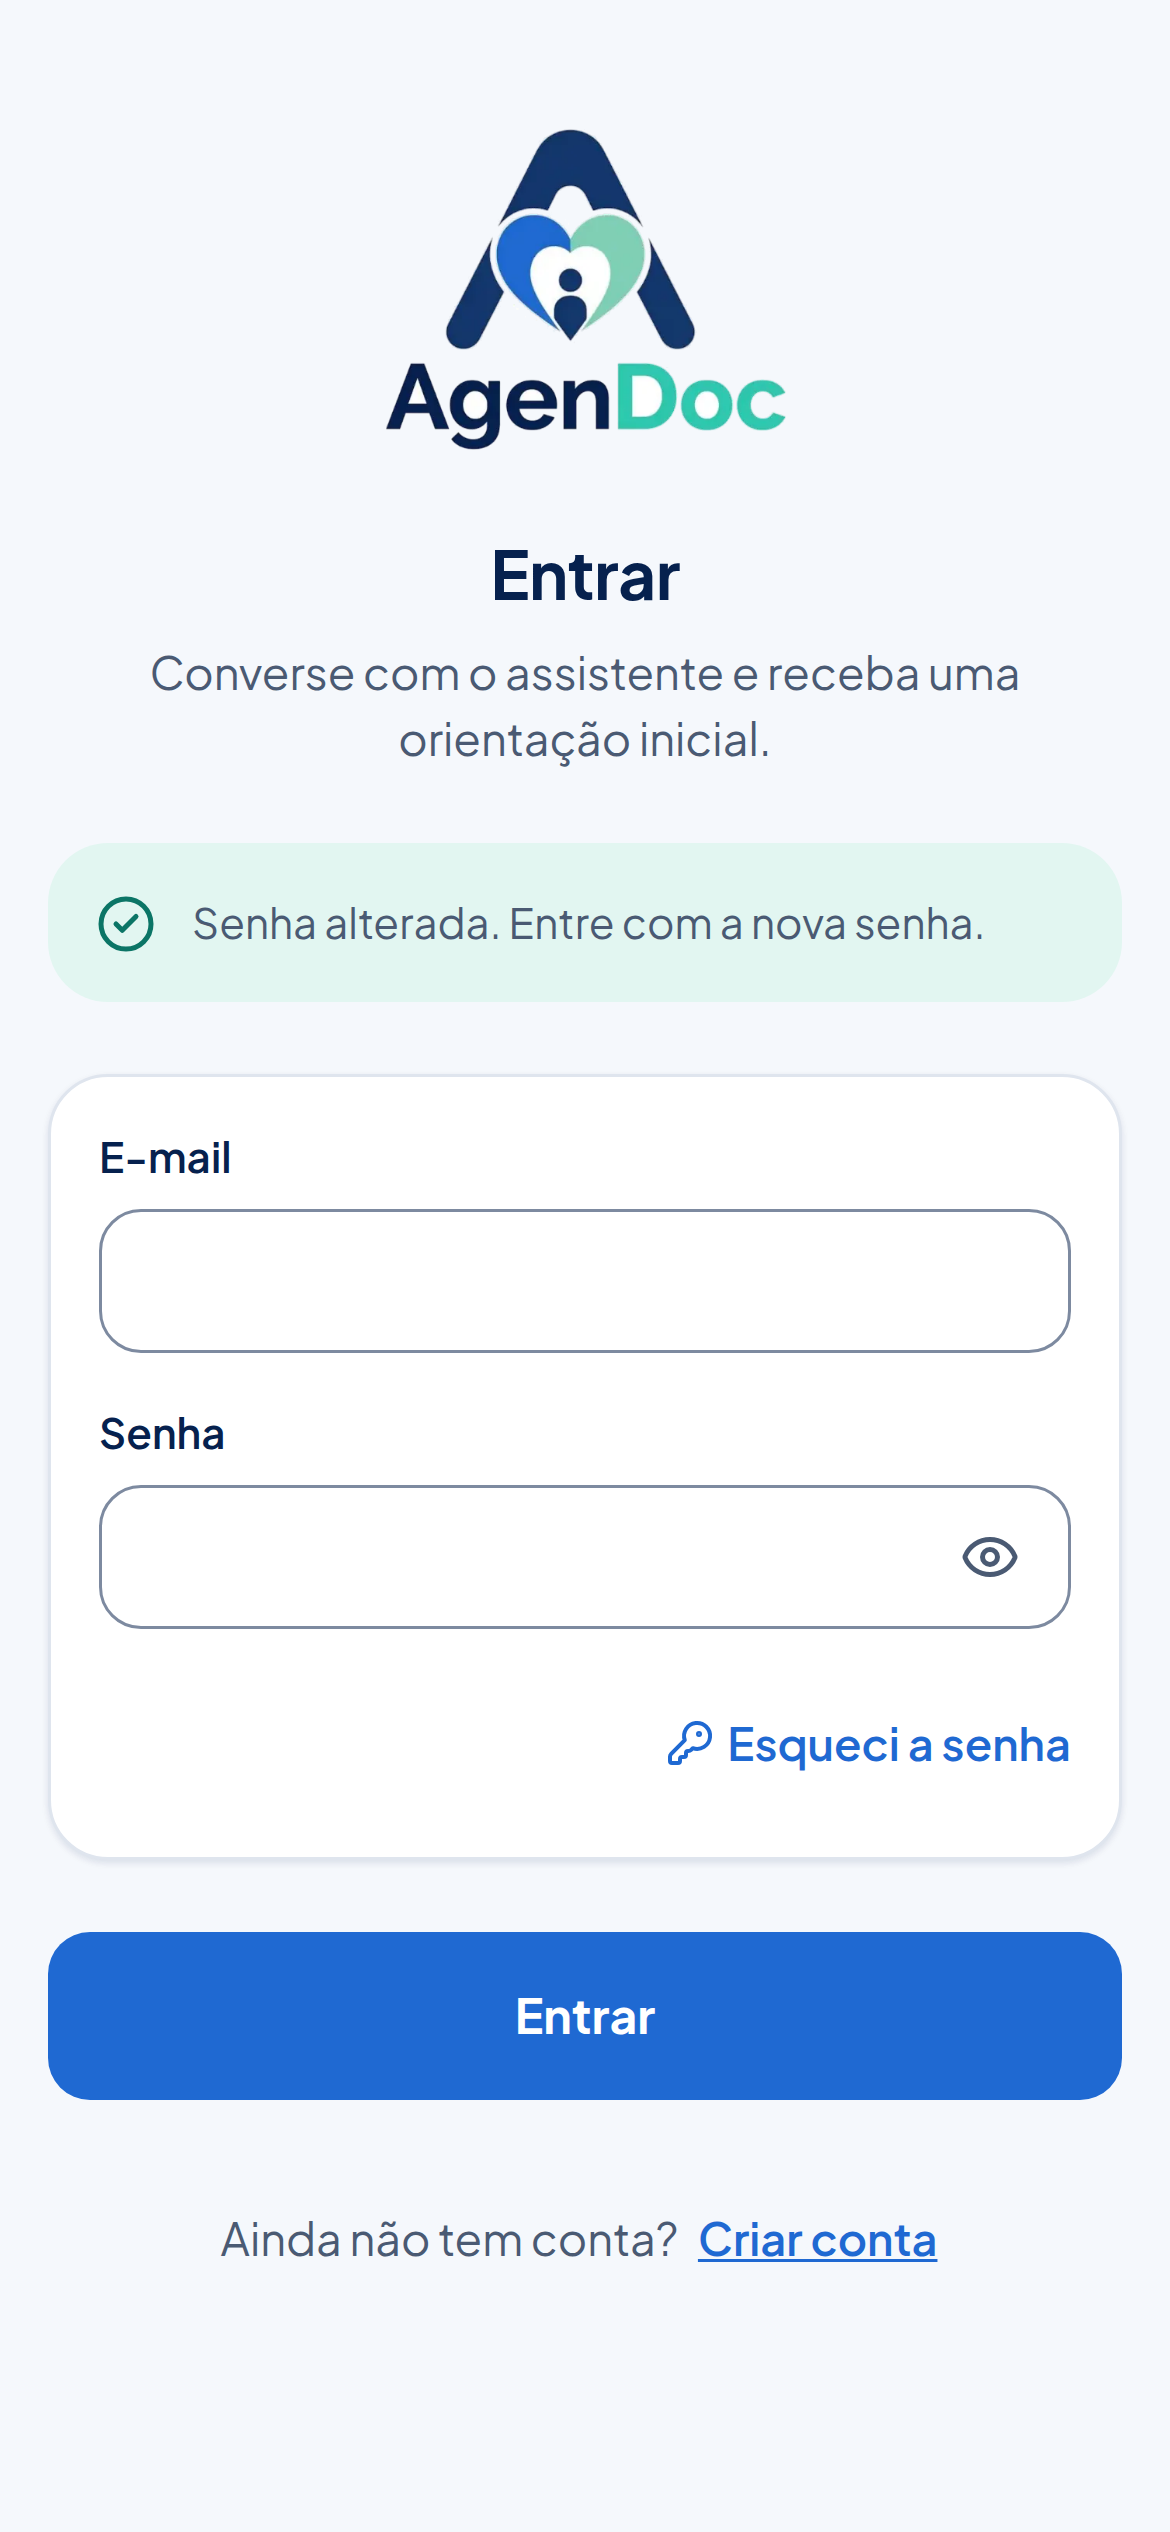 AgenDoc
Entrar
Converse com o assistente e receba uma
orientação inicial.
Senha alterada. Entre com a nova senha.
E-mail
Senha
Esqueci a senha
Entrar
Ainda não tem conta? Criar conta